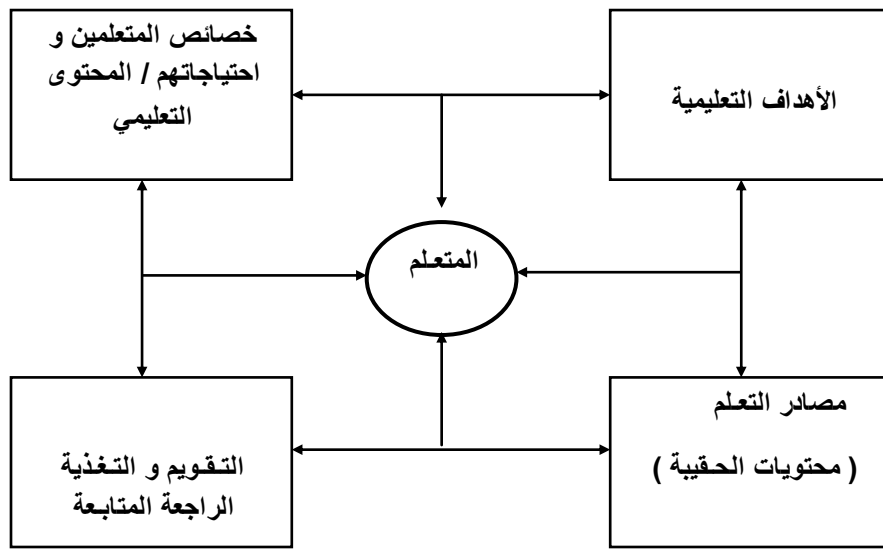 الأهداف التعليمية
خصائص المتعلمين و
احتياجاتهم / المحتوى
التعليمي
المتعلم
مصادر التعلم
( محتويات الحقيبة )
التقويم و التغذية
الراجعة المتابعة